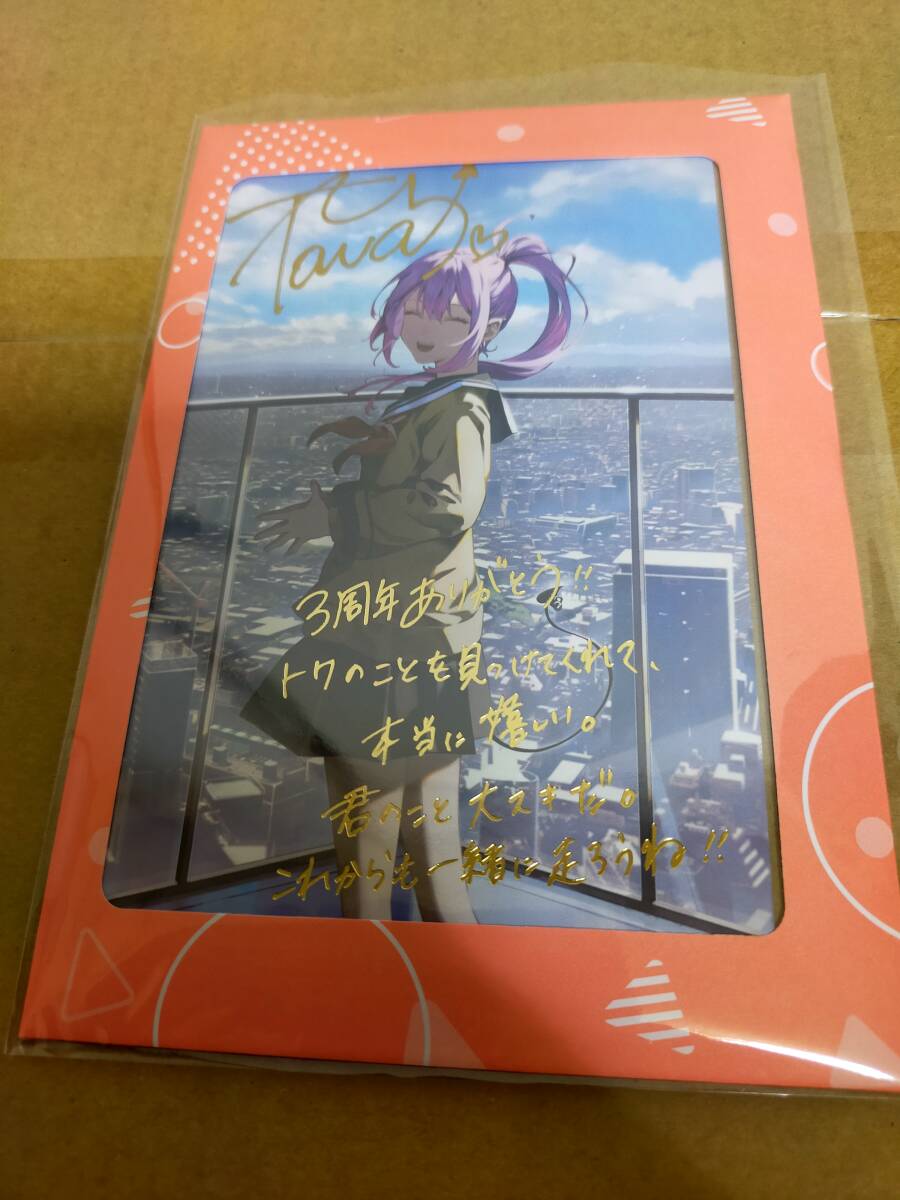 Towa
3周年ありがとう!!
トワのことを見つけてくれて、
本当に嬉しい。
君のこと大スキだ。
これからも一緒に走ろうね!!